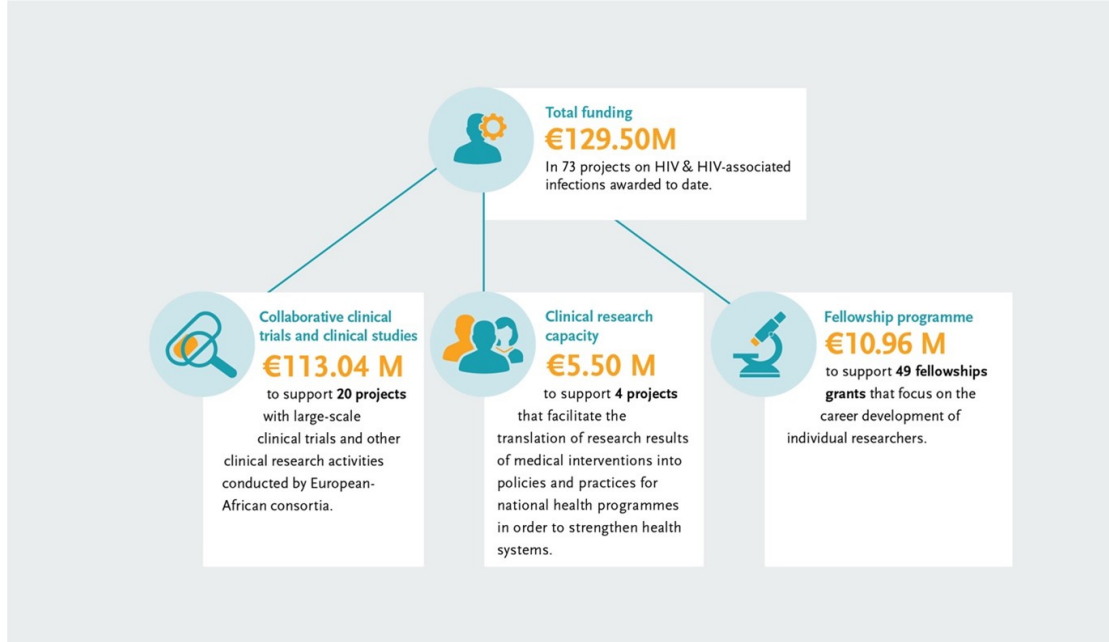 Total funding
€129.50M
In 73 projects on HIV & HIV-associated
infections awarded to date.
Collaborative clinical
trials and clinical studies
€113.04 M
to support 20 projects
with large-scale
clinical trials and other
clinical research activities
conducted by European-
African consortia.
Clinical research
capacity
€5.50 M
to support 4 projects
that facilitate the
translation of research results
of medical interventions into
policies and practices for
national health programmes
in order to strengthen health
systems.
Fellowship programme
€10.96 M
to support 49 fellowships
grants that focus on the
career development of
individual researchers.